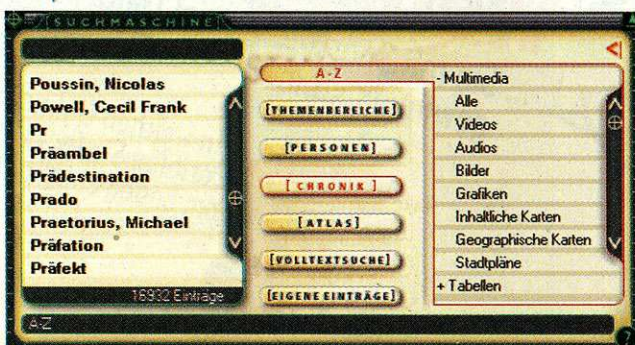 SUCHMASCHINE
Poussin, Nicolas
Powell, Cecil Frank
Pr
Präambel
Prädestination
Prado
Praetorius, Michael
Präfation
Präfekt
16932 Einträge
A-Z
A-Z
[THEMENBEREICHE]
[PERSONEN]
[CHRONIK]
[ATLAS]
[VOLLTEXTSUCHE]
[EIGENE EINTRÄGE]
- Multimedia
Alle
Videos
Audios
Bilder
Grafiken
Inhaltliche Karten
Geographische Karten
Stadtpläne
+ Tabellen
?